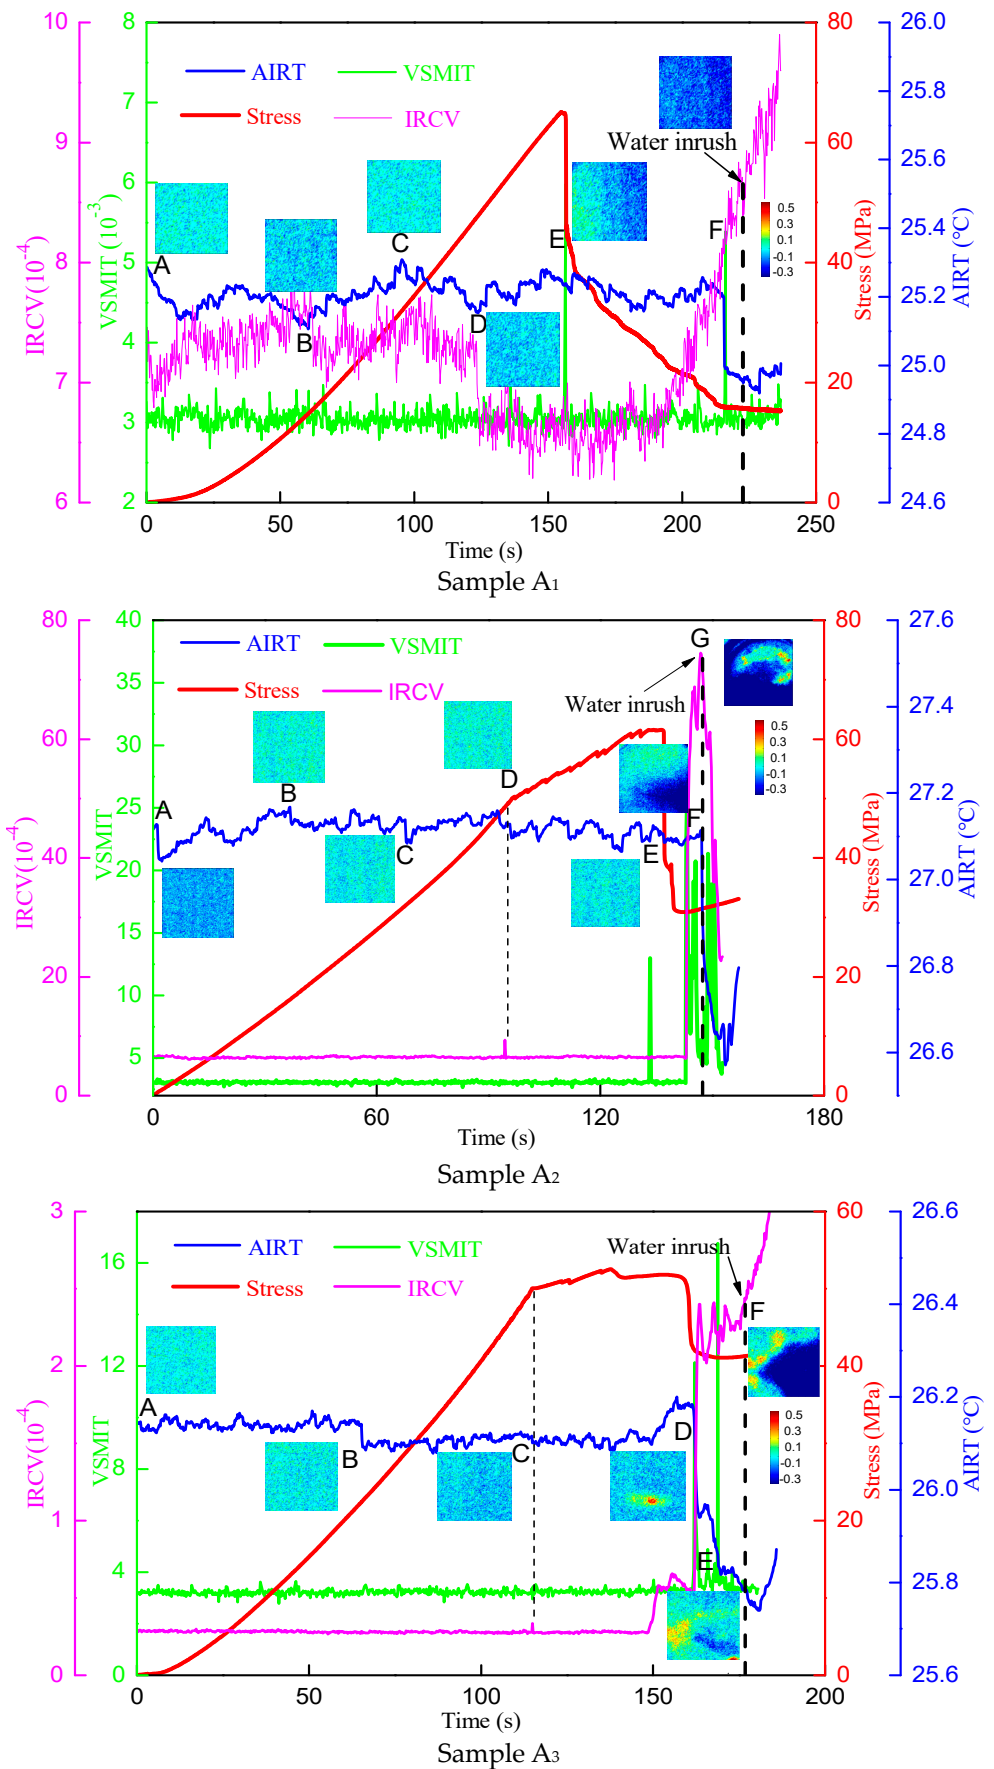 10
8
80
26.0
AIRT
VSMIT
Stress
IRCV
25.8
9
7
60
25.6
Water inrush
6
0.5
0.3
0.1
-0.1
-0.3
IRCV(10⁻⁴)
VSMIT (10⁻³)
Stress (MPa)
AIRT (°C)
8
5
40
25.4
A
B
C
D
E
F
25.2
4
7
20
25.0
3
24.8
6
2
0
24.6
0
50
100
150
200
250
Time (s)
Sample A₁
80
40
80
27.6
AIRT
VSMIT
G
Stress
IRCV
Water inrush
35
27.4
60
30
60
0.5
0.3
0.1
-0.1
-0.3
27.2
25
A
B
C
D
E
F
IRCV(10⁻⁴)
VSMIT
Stress (MPa)
AIRT (°C)
40
20
40
27.0
15
20
10
20
26.8
5
26.6
0
0
0
60
120
180
Time (s)
Sample A₂
3
60
26.6
AIRT
VSMIT
Water inrush
16
Stress
IRCV
26.4
F
2
12
40
26.2
A
B
C
D
E
0.5
0.3
0.1
-0.1
-0.3
IRCV(10⁻⁴)
VSMIT
Stress (MPa)
AIRT (°C)
8
26.0
1
20
4
25.8
0
0
0
25.6
0
50
100
150
200
Time (s)
Sample A₃